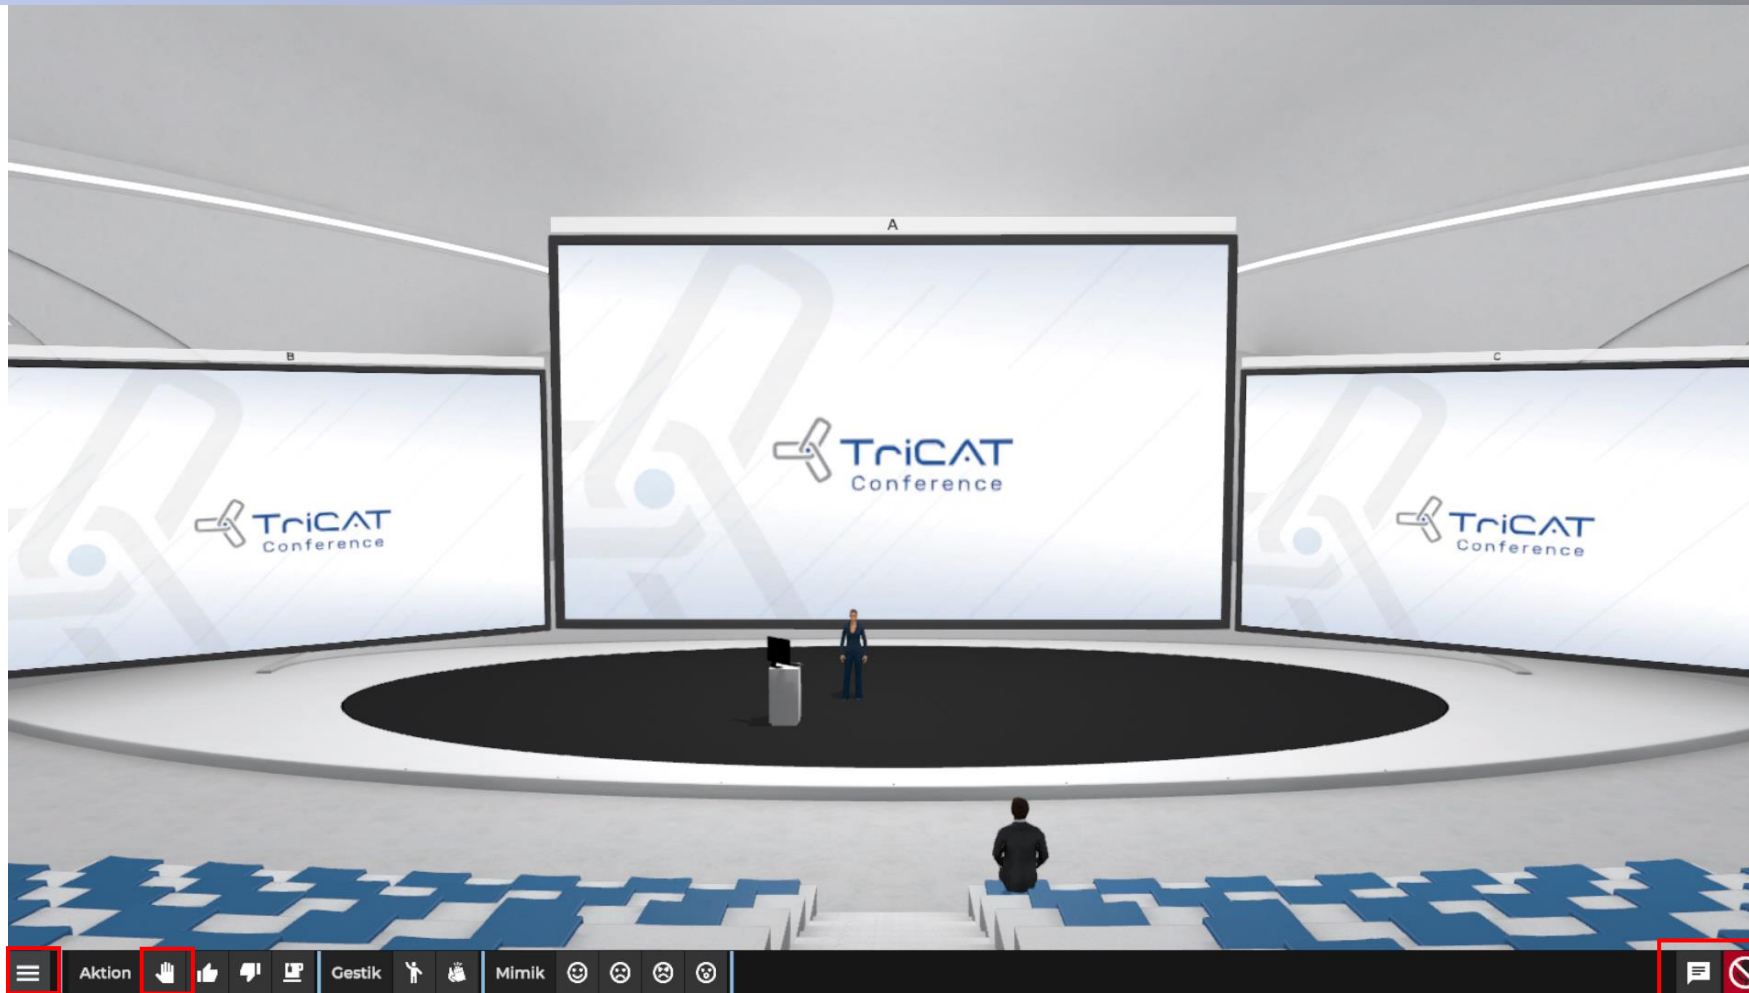 A
B
C
TriCAT
Conference
TriCAT
Conference
TriCAT
Conference
Aktion
Gestik
Mimik